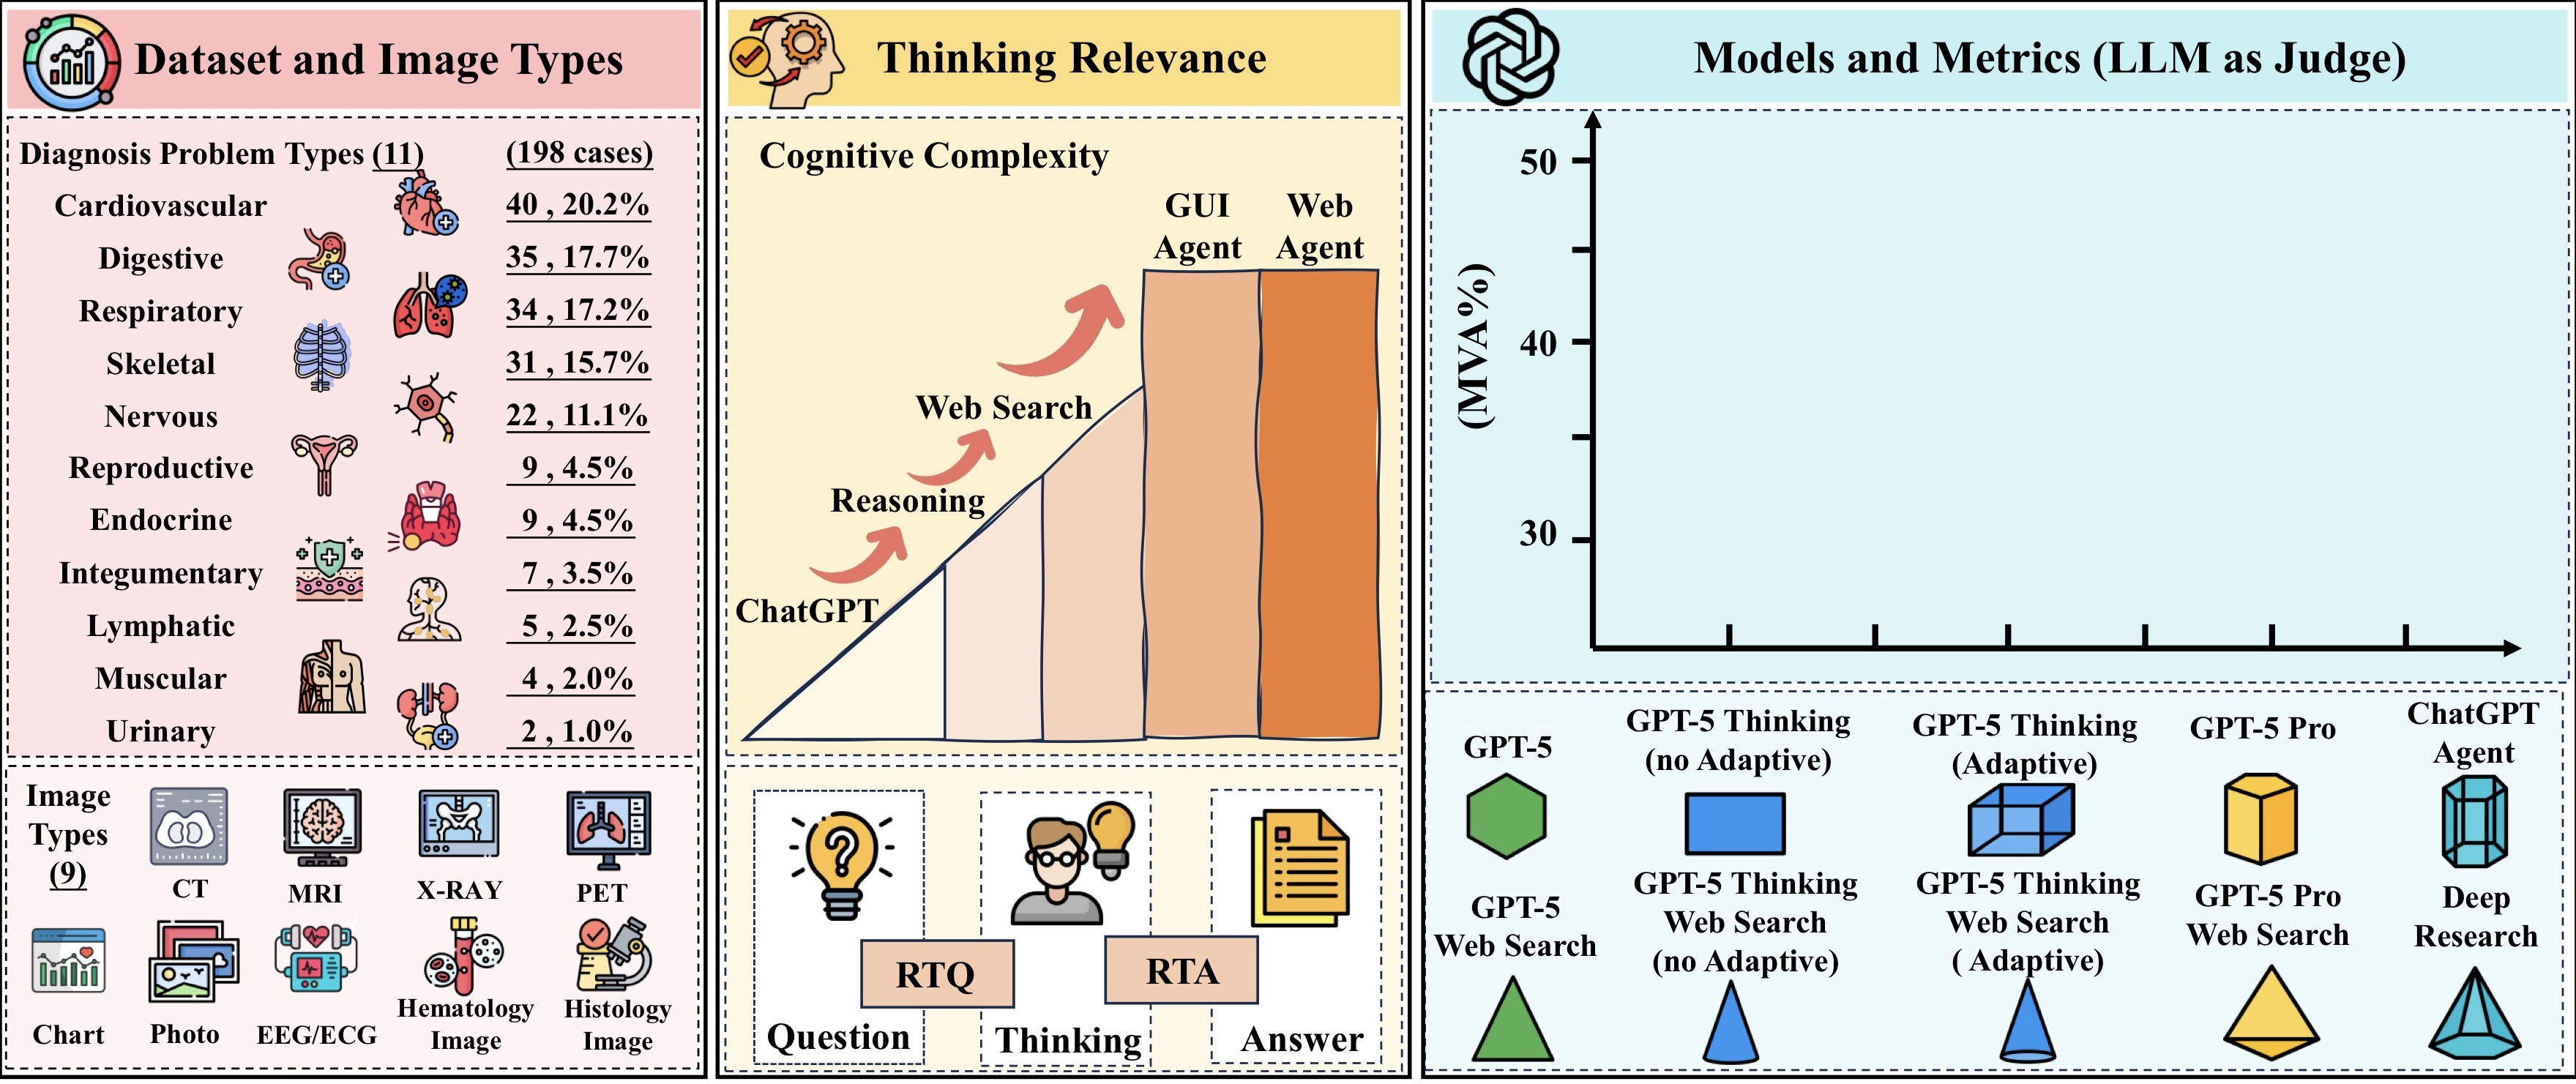 Dataset and Image Types
Diagnosis Problem Types (11) (198 cases)
Cardiovascular 40 , 20.2%
Digestive 35 , 17.7%
Respiratory 34 , 17.2%
Skeletal 31 , 15.7%
Nervous 22 , 11.1%
Reproductive 9 , 4.5%
Endocrine 9 , 4.5%
Integumentary 7 , 3.5%
Lymphatic 5 , 2.5%
Muscular 4 , 2.0%
Urinary 2 , 1.0%
Image
Types
(9)
CT
MRI
X-RAY
PET
Chart
Photo
EEG/ECG
Hematology
Image
Histology
Image
Thinking Relevance
Cognitive Complexity
GUI
Agent
Web
Agent
Web Search
Reasoning
ChatGPT
RTQ
RTA
Question
Thinking
Answer
Models and Metrics (LLM as Judge)
(MVA%)
50
40
30
GPT-5
GPT-5 Thinking
(no Adaptive)
GPT-5 Thinking
(Adaptive)
GPT-5 Pro
ChatGPT
Agent
GPT-5
Web Search
GPT-5 Thinking
Web Search
(no Adaptive)
GPT-5 Thinking
Web Search
( Adaptive)
GPT-5 Pro
Web Search
Deep
Research